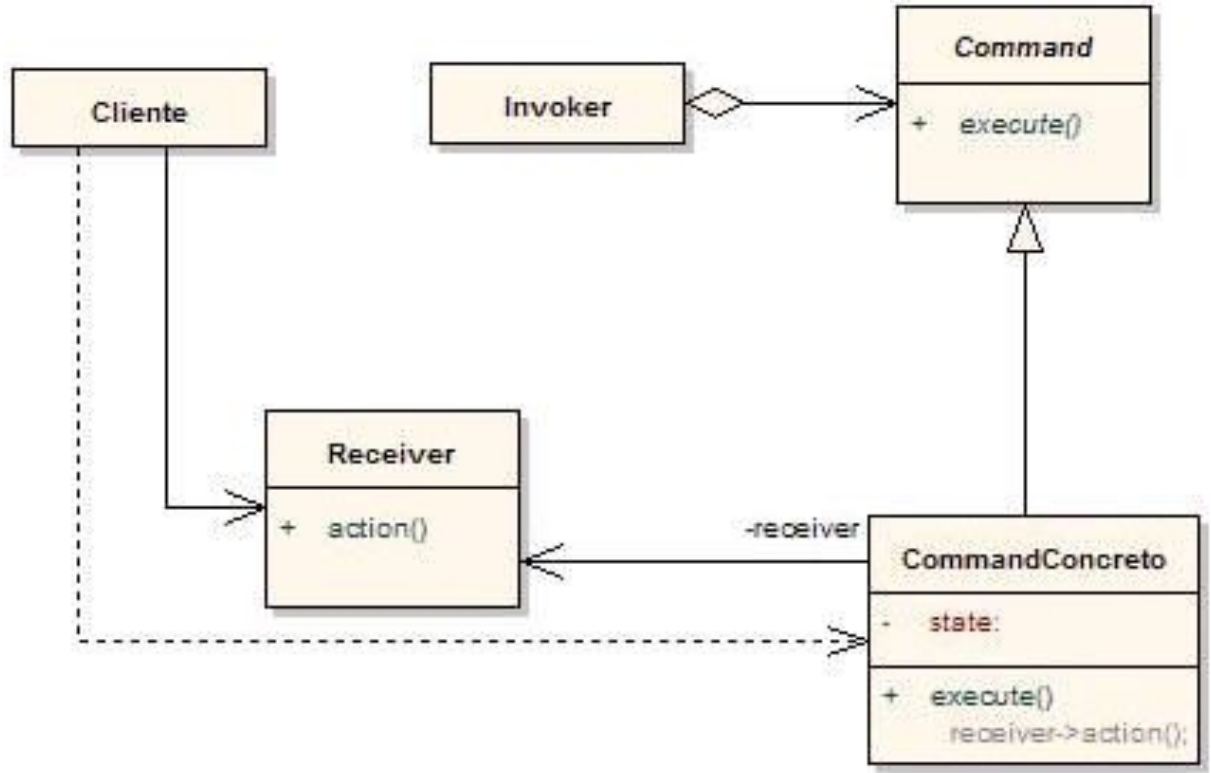 Command
+ execute()
Cliente
Invoker
Receiver
+ action()
-receiver
CommandConcreto
- state:
+ execute()
receiver->action();